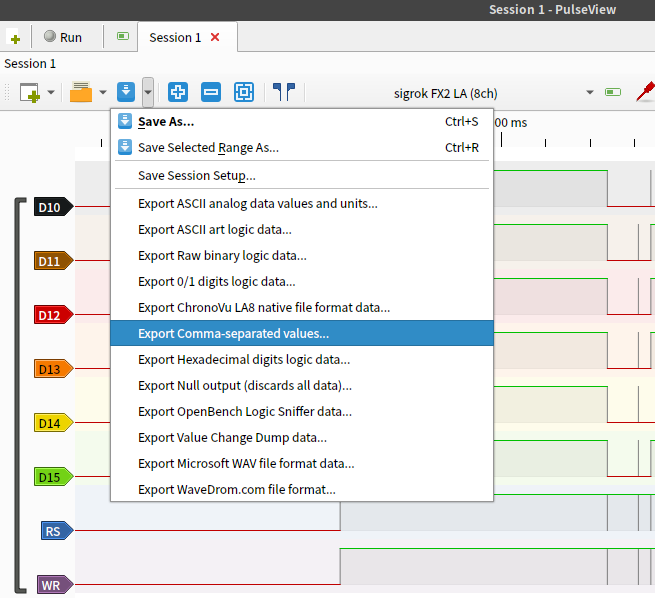 Session 1 - PulseView
Run
Session 1
Session 1
sigrok FX2 LA (8ch)
00 ms
Save As... Ctrl+S
Save Selected Range As... Ctrl+R
Save Session Setup...
Export ASCII analog data values and units...
Export ASCII art logic data...
Export Raw binary logic data...
Export 0/1 digits logic data...
Export ChronoVu LA8 native file format data...
Export Comma-separated values...
Export Hexadecimal digits logic data...
Export Null output (discards all data)...
Export OpenBench Logic Sniffer data...
Export Value Change Dump data...
Export Microsoft WAV file format data...
Export WaveDrom.com file format...
D10
D11
D12
D13
D14
D15
RS
WR